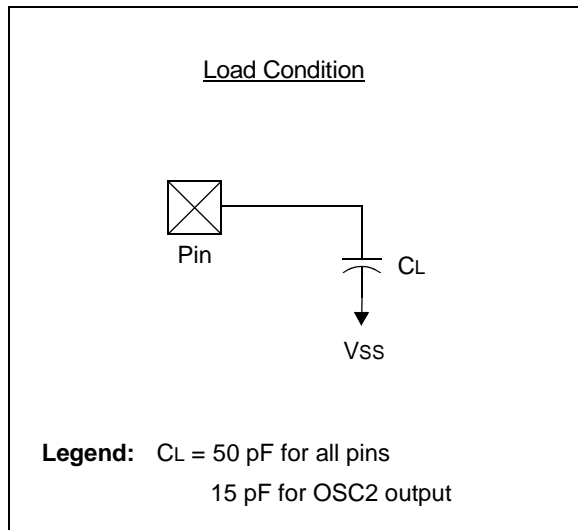 Load Condition
Pin
CL
VSS
Legend: CL = 50 pF for all pins
15 pF for OSC2 output